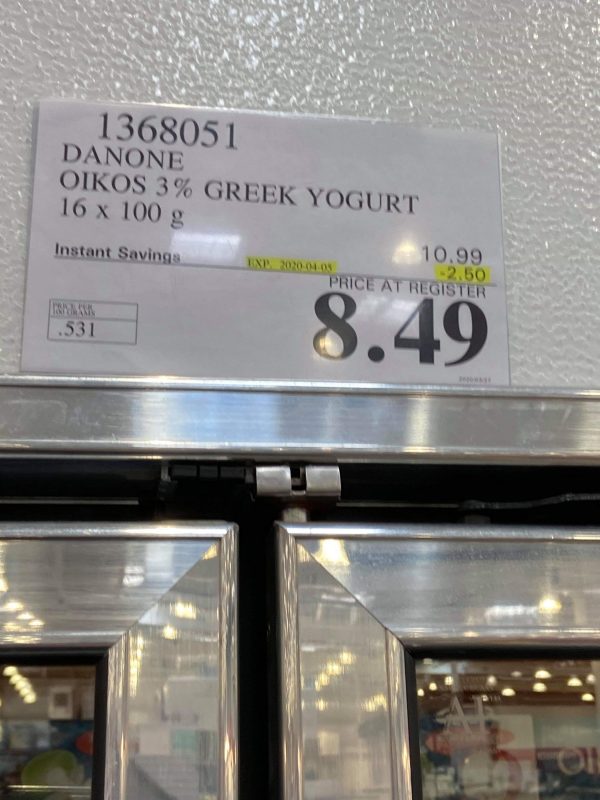 1368051
DANONE
OIKOS 3% GREEK YOGURT
16 x 100 g
Instant Savings
EXP. 2020-04-05
10.99
-2.50
PRICE AT REGISTER
8.49
PRICE PER
100 GRAMS
.531